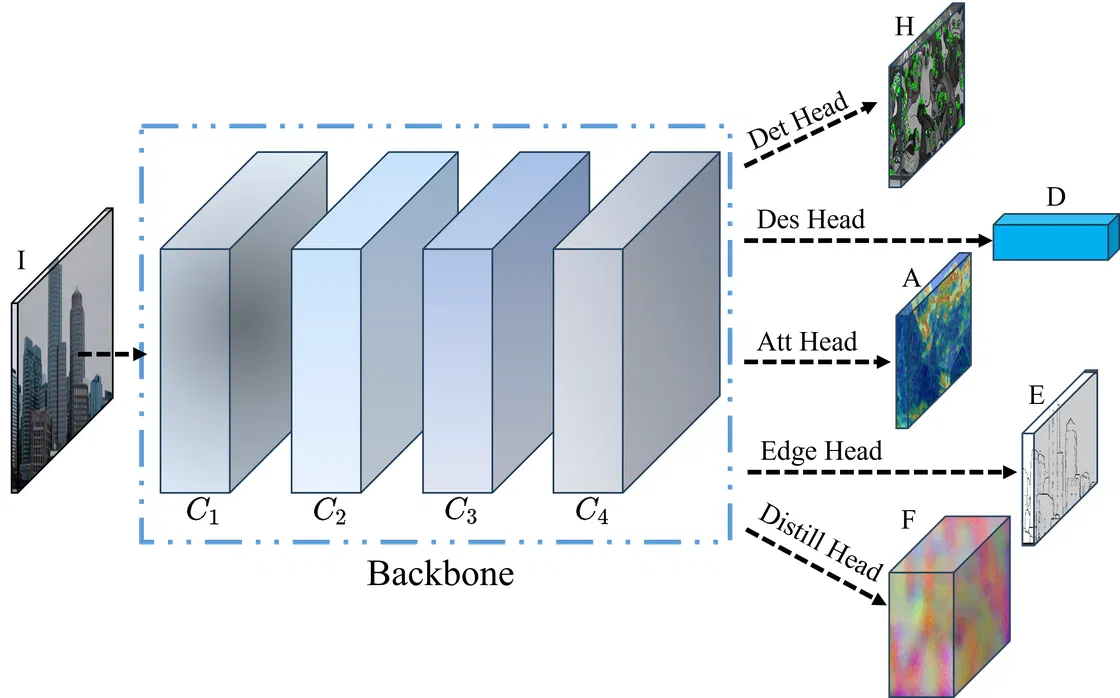 H
Det Head
D
Des Head
I
A
Att Head
E
Edge Head
C1 C2 C3 C4
Distill Head
F
Backbone